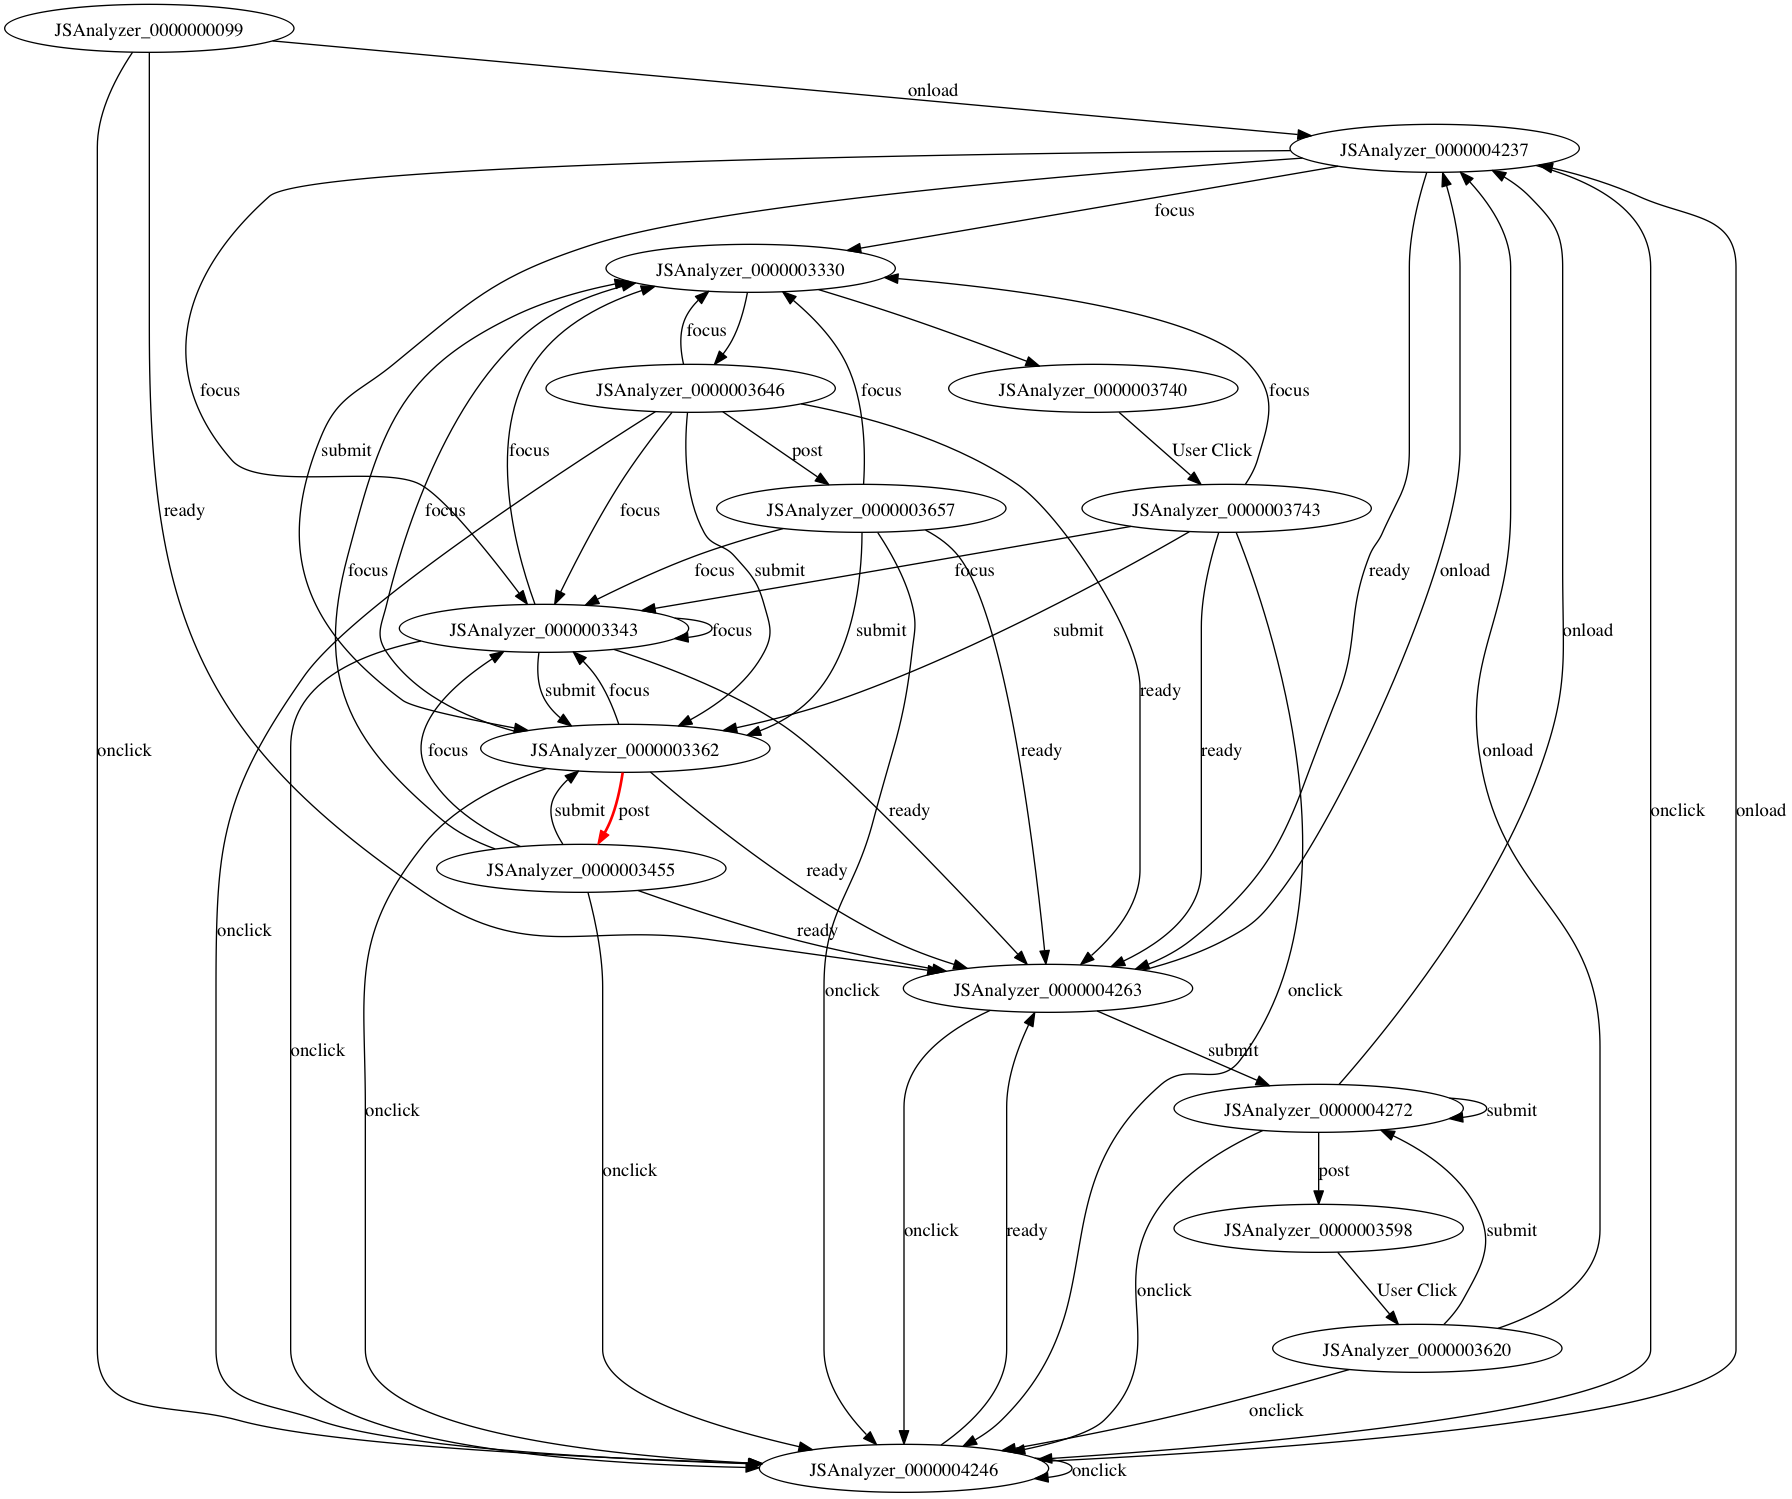 JSAnalyzer_0000000099
onload
JSAnalyzer_0000004237
focus
JSAnalyzer_0000003330
focus
focus
JSAnalyzer_0000003646
JSAnalyzer_0000003740
focus
focus
submit
focus
post
User Click
ready
focus
focus
JSAnalyzer_0000003657
JSAnalyzer_0000003743
focus
focus
submit
focus
ready
onload
JSAnalyzer_0000003343
focus
submit
submit
onload
submit
focus
ready
onclick
focus
JSAnalyzer_0000003362
ready
ready
onload
submit
post
ready
onclick
onload
JSAnalyzer_0000003455
ready
onclick
ready
onclick
JSAnalyzer_0000004263
onclick
onclick
submit
onclick
JSAnalyzer_0000004272
submit
onclick
post
onclick
ready
JSAnalyzer_0000003598
submit
onclick
User Click
JSAnalyzer_0000003620
onclick
JSAnalyzer_0000004246
onclick